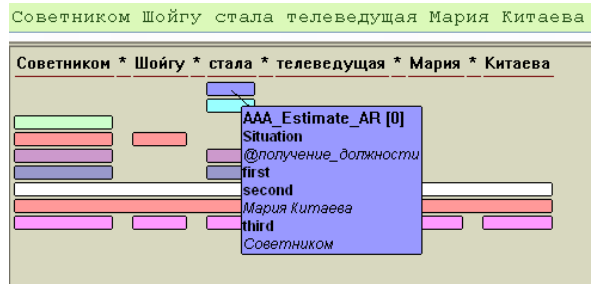 Советником Шойгу стала телеведущая Мария Китаева
Советником * Шойгу * стала * телеведущая * Мария * Китаева
AAA_Estimate_AR [0]
Situation
@получение_должности
first
second
Мария Китаева
third
Советником